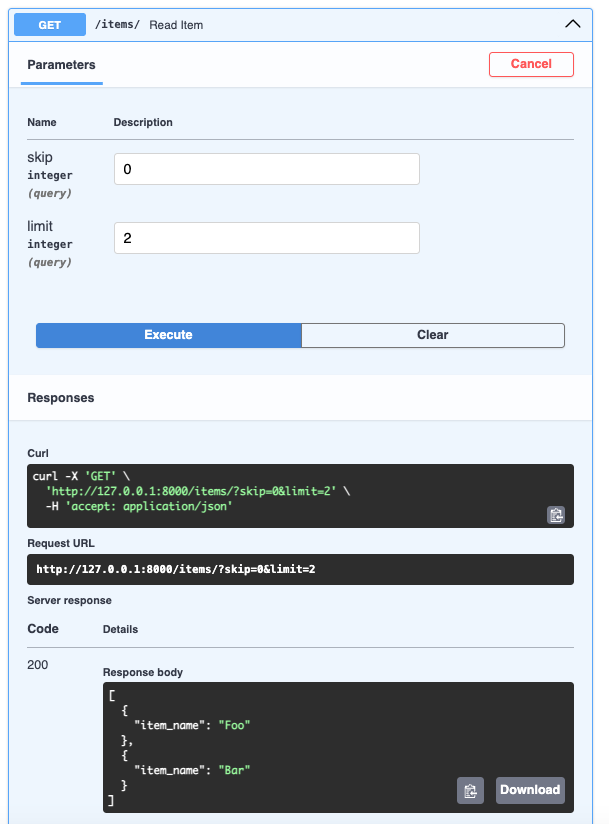 GET /items/ Read Item
Parameters Cancel
Name Description
skip
integer
(query)
0
limit
integer
(query)
2
Execute Clear
Responses
Curl
curl -X 'GET' \
  'http://127.0.0.1:8000/items/?skip=0&limit=2' \
  -H 'accept: application/json'
Request URL
http://127.0.0.1:8000/items/?skip=0&limit=2
Server response
Code Details
200
Response body
[
  {
    "item_name": "Foo"
  },
  {
    "item_name": "Bar"
  }
]
Download